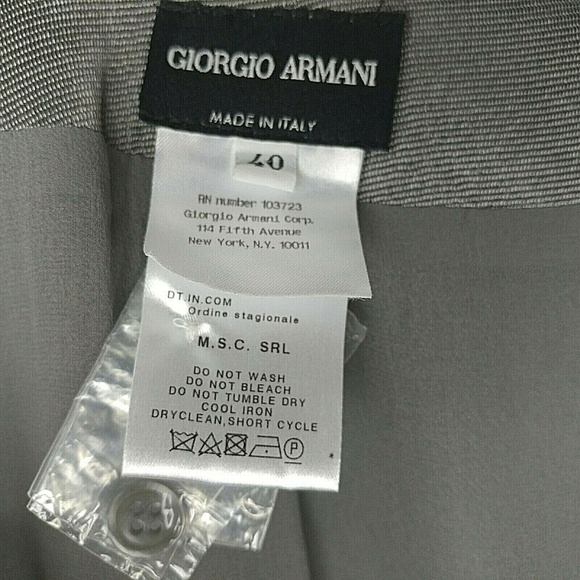 GIORGIO ARMANI
MADE IN ITALY
40
RN number 103723
Giorgio Armani Corp.
114 Fifth Avenue
New York, N.Y. 10011
DT.IN.COM
Ordine stagionale
M.S.C. SRL
DO NOT WASH
DO NOT BLEACH
DO NOT TUMBLE DRY
COOL IRON
DRYCLEAN,SHORT CYCLE
P